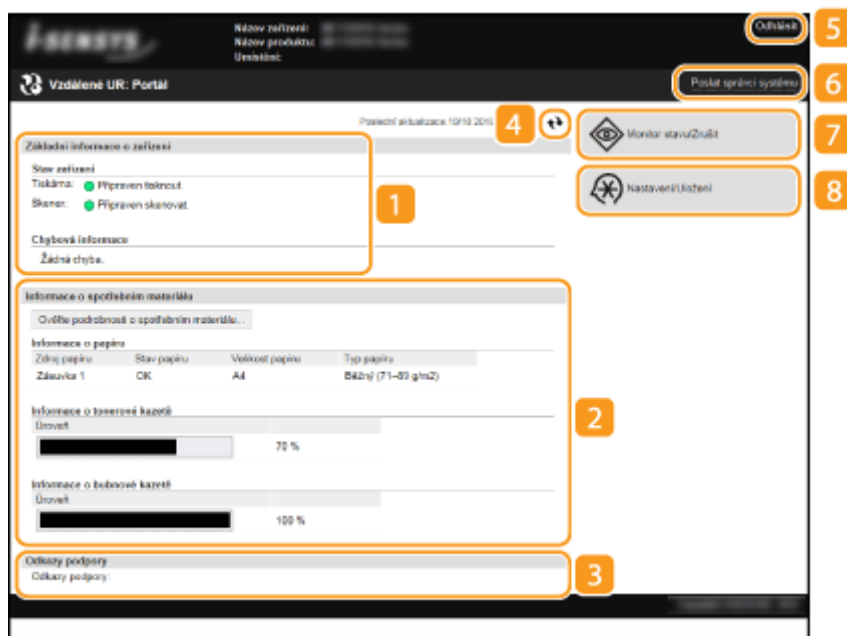 i-SENSYS
Název zařízení:
Název produktu:
Umístění:
Odhlásit
5
Vzdálené UR: Portál
Poslat správci systému
6
Poslední aktualizace 10/10 201
4
Monitor stavu/Zrušit
7
Základní informace o zařízení
Stav zařízení
Tiskárna: Připraven tisknout.
Skener: Připraven skenovat.
1
Nastavení/Uložení
8
Chybová informace
Žádná chyba.
Informace o spotřebním materiálu
Ověřte podrobnosti o spotřebním materiálu...
Informace o papíru
Zdroj papíru Stav papíru Velikost papíru Typ papíru
Zásuvka 1 OK A4 Běžný (71–89 g/m2)
Informace o tonerové kazetě
2
Úroveň
70 %
Informace o bubnové kazetě
Úroveň
100 %
Odkazy podpory
Odkazy podpory:
3